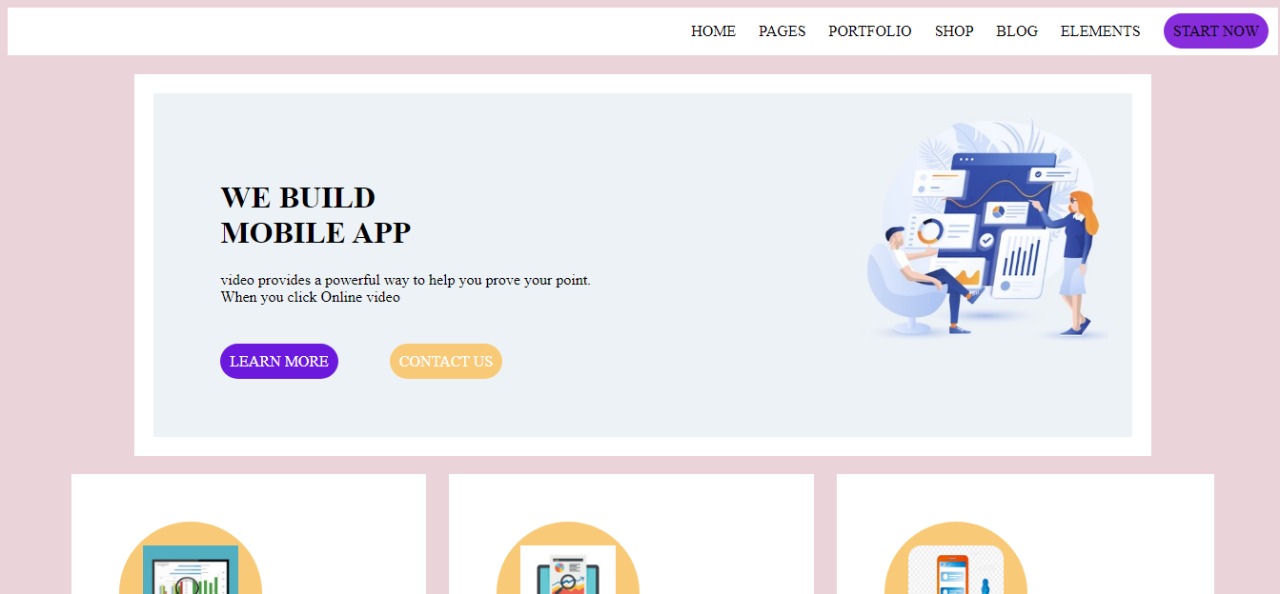 HOME PAGES PORTFOLIO SHOP BLOG ELEMENTS START NOW
WE BUILD
MOBILE APP
video provides a powerful way to help you prove your point.
When you click Online video
LEARN MORE CONTACT US